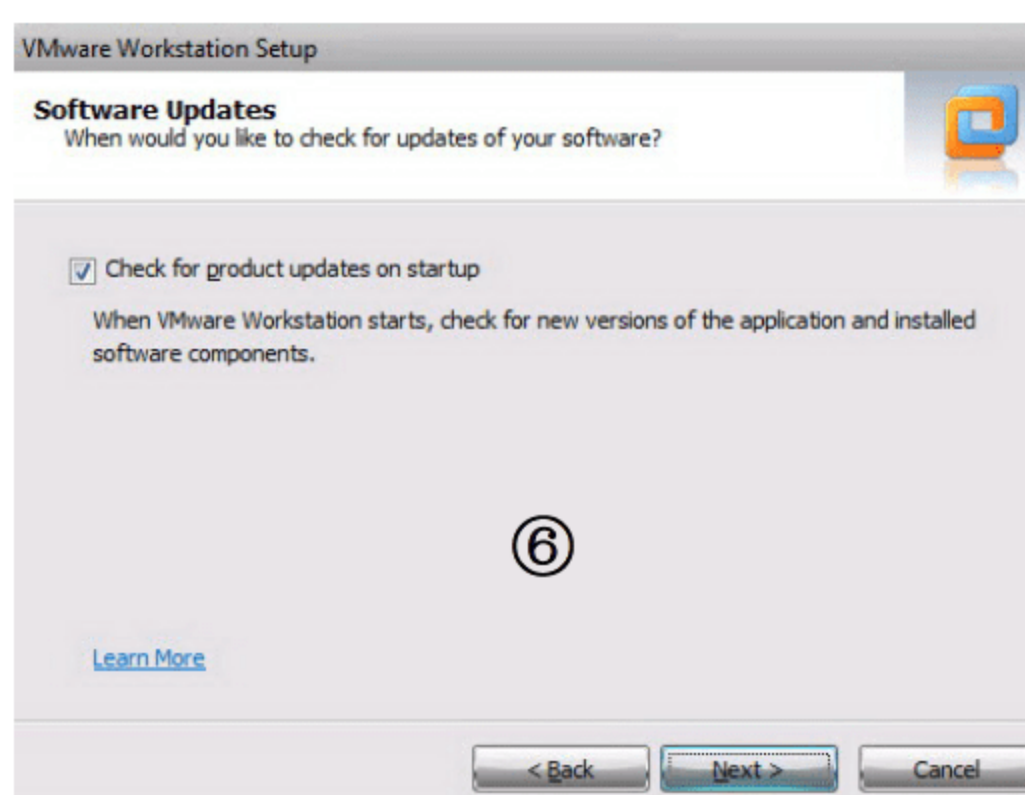 VMware Workstation Setup
Software Updates
When would you like to check for updates of your software?
Check for product updates on startup
When VMware Workstation starts, check for new versions of the application and installed
software components.
⑥
Learn More
< Back Next > Cancel